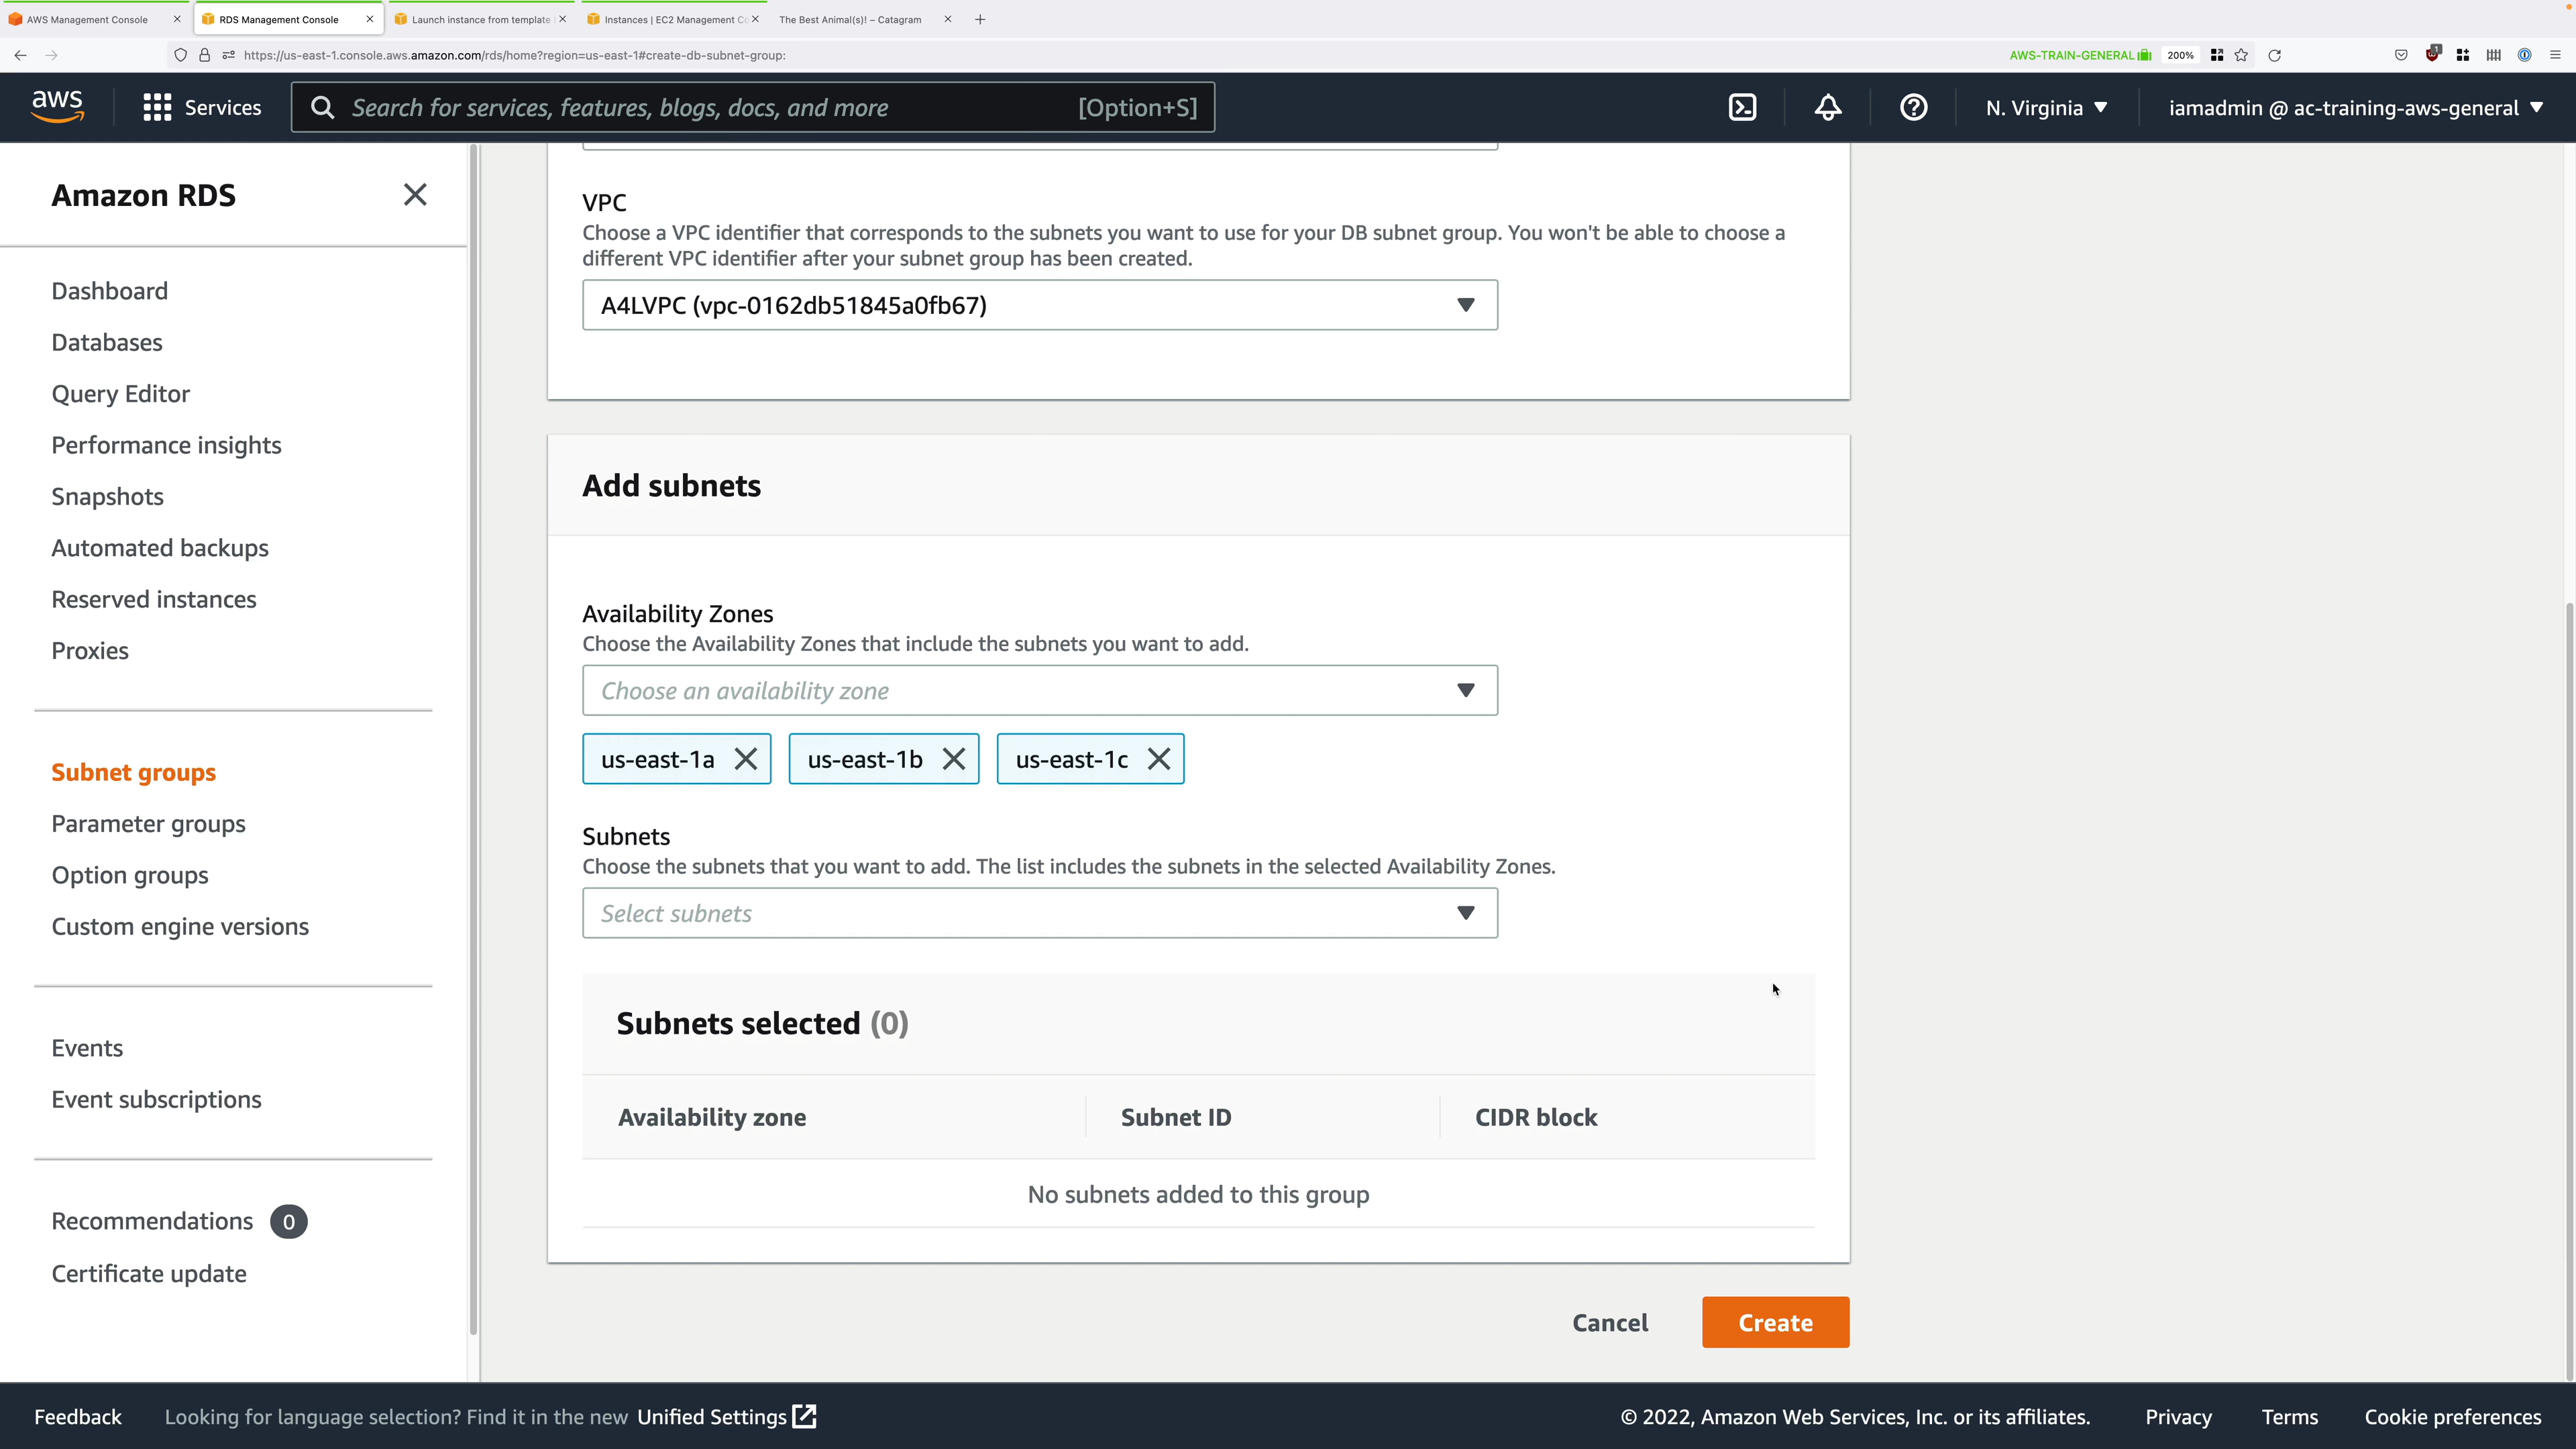 AWS Management Console
RDS Management Console
Launch instance from template
Instances | EC2 Management Co
The Best Animal(s)! – Catagram
https://us-east-1.console.aws.amazon.com/rds/home?region=us-east-1#create-db-subnet-group:
AWS-TRAIN-GENERAL
200%
1
aws
Services
Search for services, features, blogs, docs, and more
[Option+S]
N. Virginia
iamadmin @ ac-training-aws-general
Amazon RDS
Dashboard
Databases
Query Editor
Performance insights
Snapshots
Automated backups
Reserved instances
Proxies
Subnet groups
Parameter groups
Option groups
Custom engine versions
Events
Event subscriptions
Recommendations 0
Certificate update
VPC
Choose a VPC identifier that corresponds to the subnets you want to use for your DB subnet group. You won't be able to choose a
different VPC identifier after your subnet group has been created.
A4LVPC (vpc-0162db51845a0fb67)
Add subnets
Availability Zones
Choose the Availability Zones that include the subnets you want to add.
Choose an availability zone
us-east-1a
us-east-1b
us-east-1c
Subnets
Choose the subnets that you want to add. The list includes the subnets in the selected Availability Zones.
Select subnets
Subnets selected (0)
Availability zone
Subnet ID
CIDR block
No subnets added to this group
Cancel
Create
Feedback
Looking for language selection? Find it in the new Unified Settings
© 2022, Amazon Web Services, Inc. or its affiliates.
Privacy
Terms
Cookie preferences